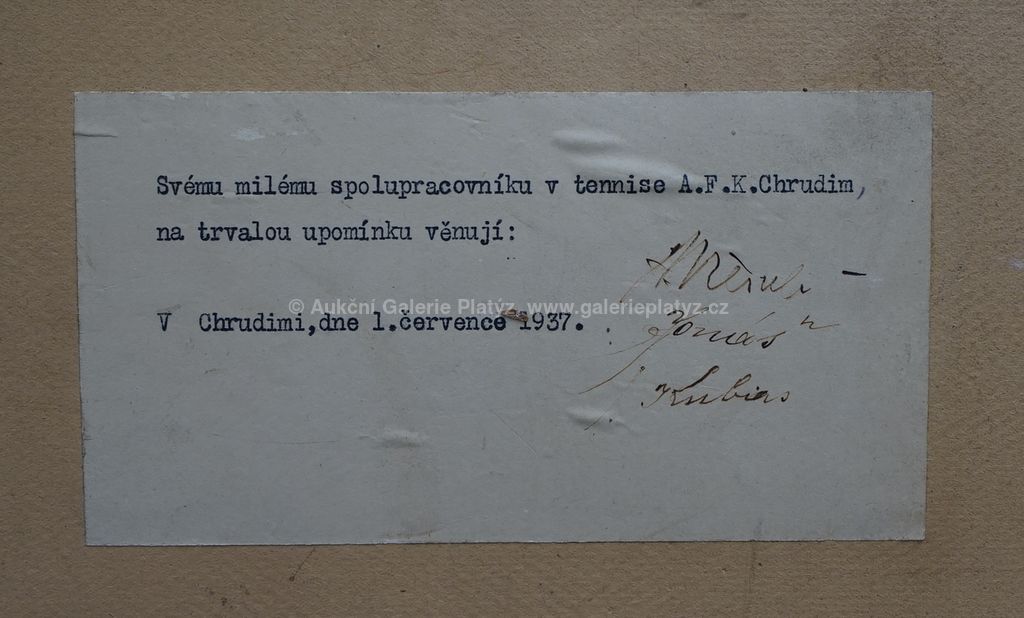 Svému milému spolupracovníku v tennise A.F.K.Chrudim,
na trvalou upomínku věnují:
© Aukční Galerie Platýz, www.galerieplatyz.cz
V Chrudimi,dne 1.července 1937.
Tomás
Kubias